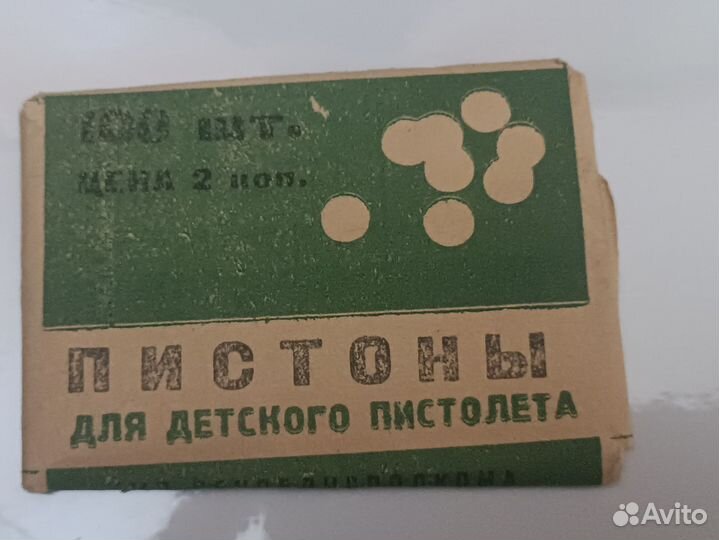 100 шт.
ЦЕНА 2 коп.
ПИСТОНЫ
ДЛЯ ДЕТСКОГО ПИСТОЛЕТА
Avito